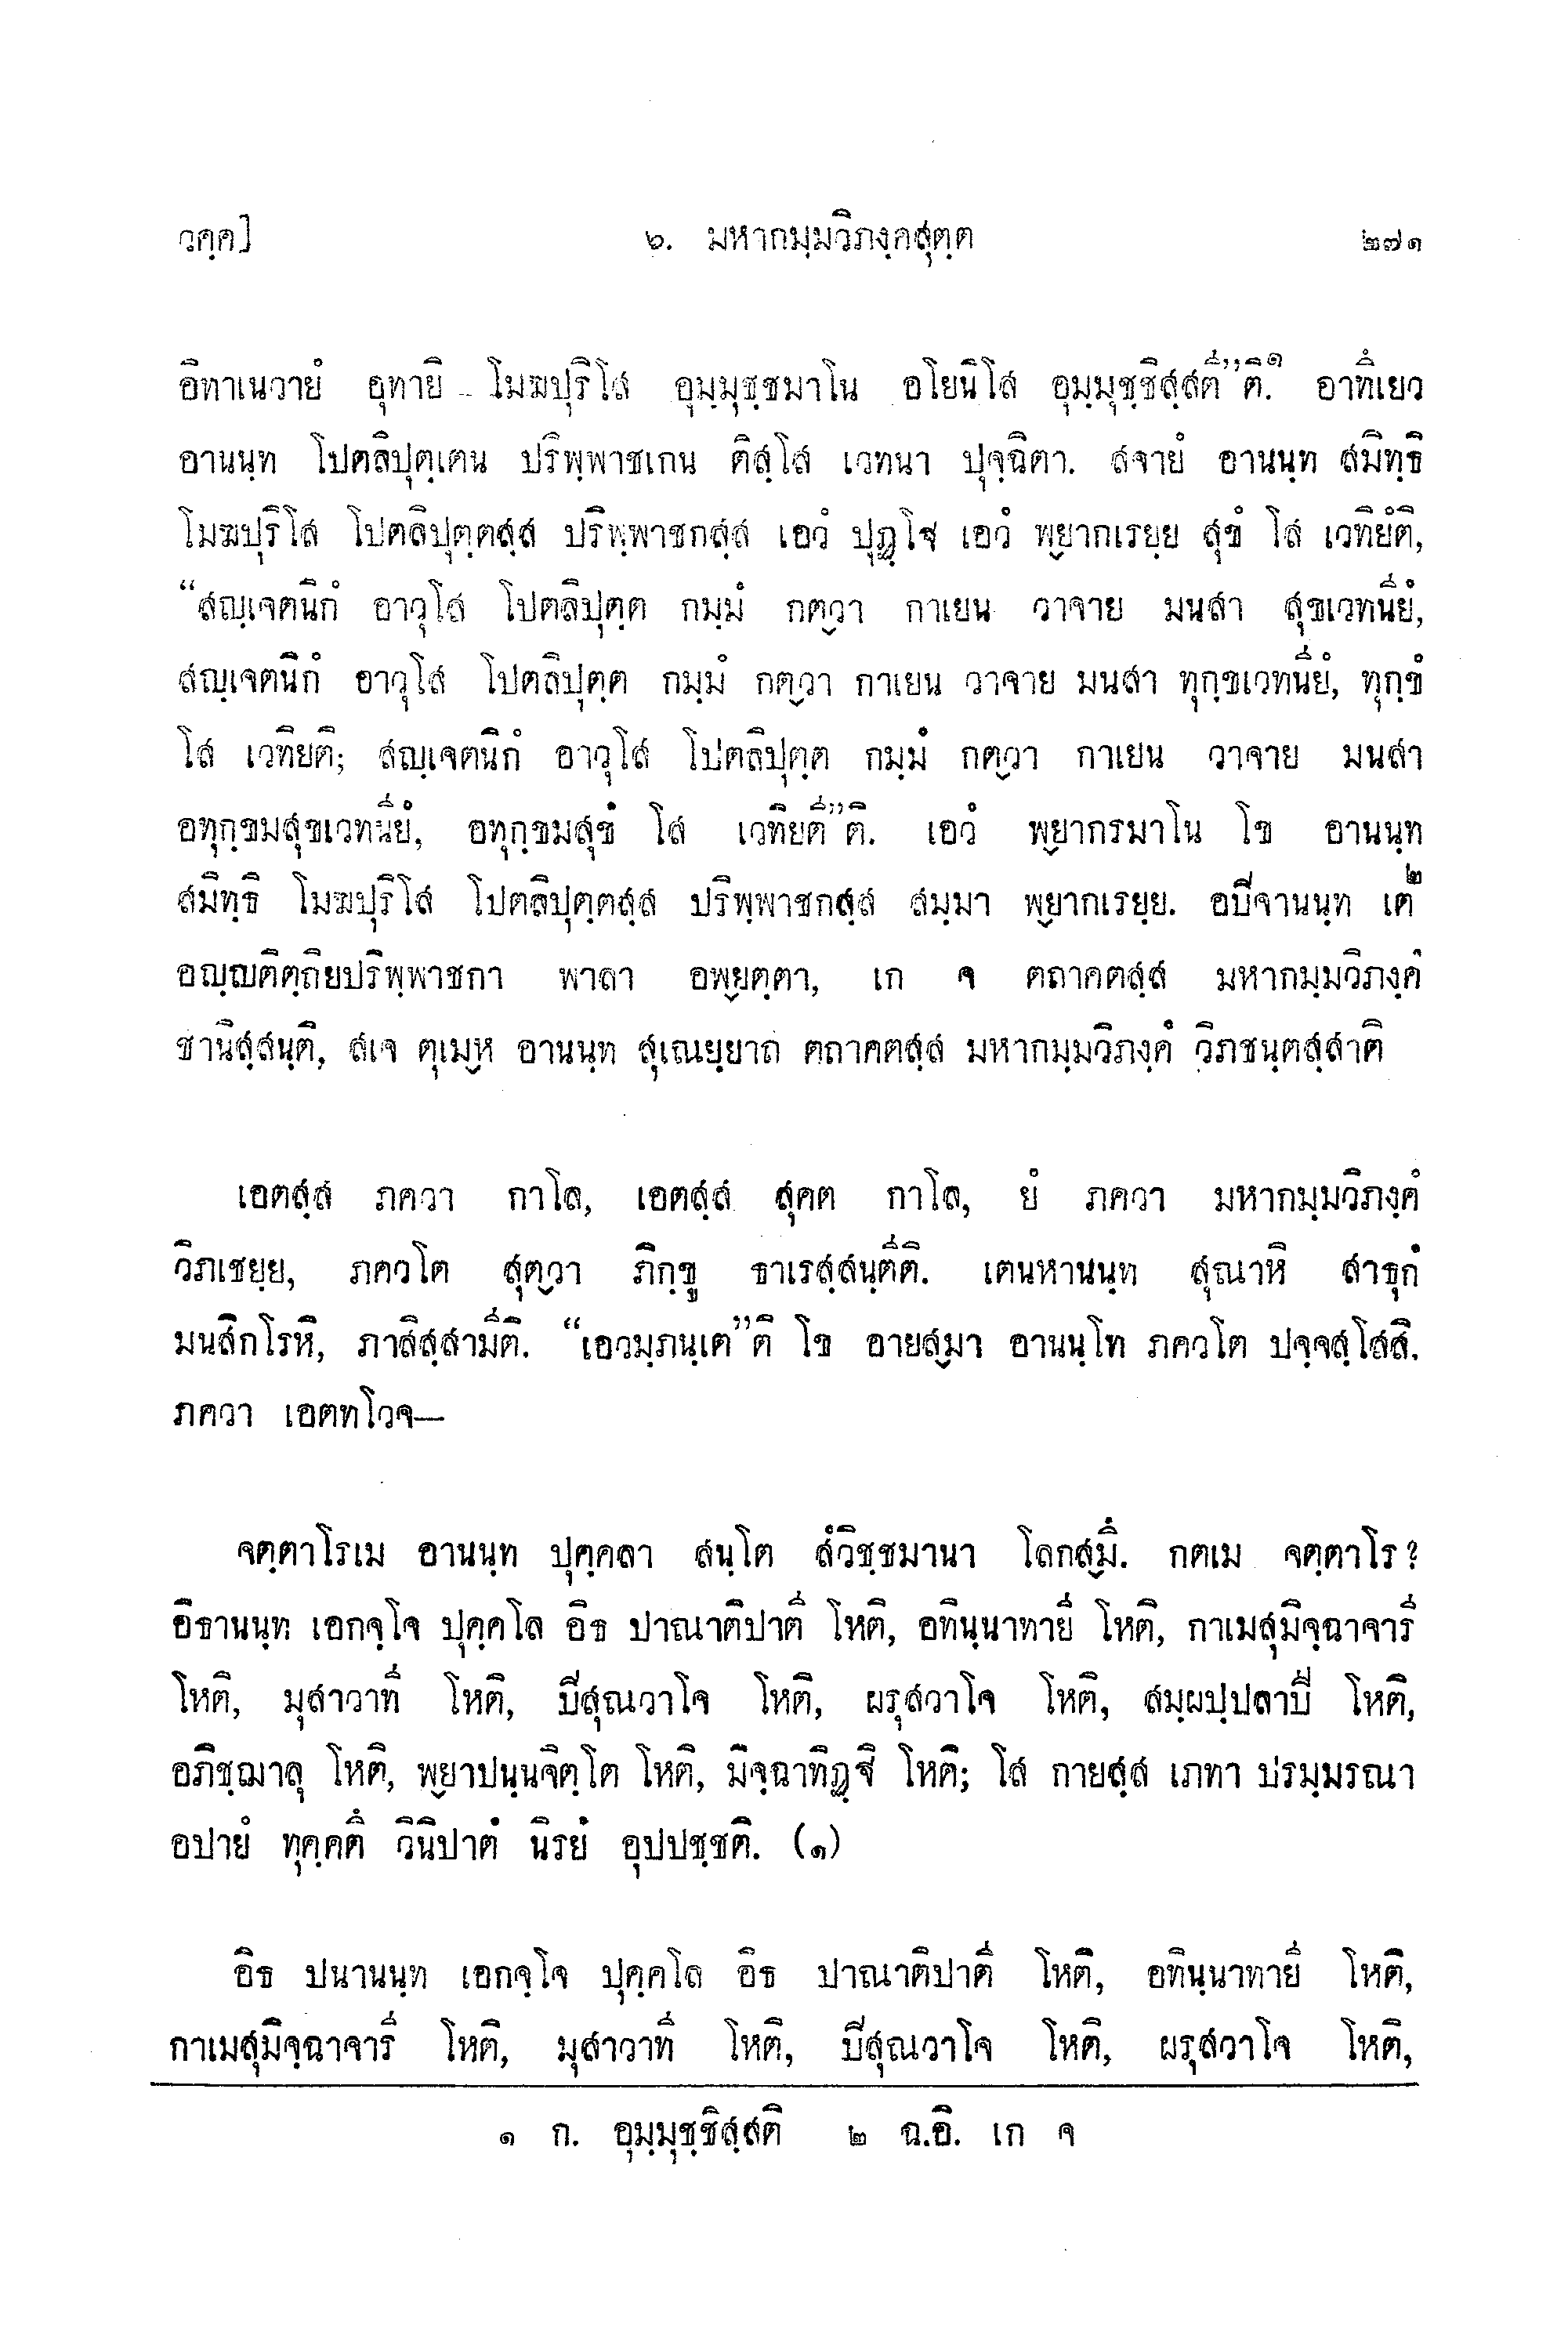 วคฺค]
๖. มหากมฺมวิภงฺคสุตฺต
๒๗๑
อิทาเนวายํ อุทายิ โมฆปุริโส อุมฺมุชฺชมาโน อโยนิโส อุมฺมุชฺชิสฺสตี”ติ.๑ อาทึเยว
อานนฺท โปตลิปุตฺเตน ปริพฺพาชเกน ติสฺโส เวทนา ปุจฺฉิตา. สจายํ อานนฺท สมิทฺธิ
โมฆปุริโส โปตลิปุตฺตสฺส ปริพฺพาชกสฺส เอวํ ปุฏฺโฐ เอวํ พฺยากเรยฺย สุขํ โส เวทิยํติ,
“สญฺเจตนิกํ อาวุโส โปตลิปุตฺต กมฺมํ กตฺวา กาเยน วาจาย มนสา สุขเวทนียํ,
สญฺเจตนิกํ อาวุโส โปตลิปุตฺต กมฺมํ กตฺวา กาเยน วาจาย มนสา ทุกฺขเวทนียํ, ทุกฺขํ
โส เวทิยติ; สญฺเจตนิกํ อาวุโส โปตลิปุตฺต กมฺมํ กตฺวา กาเยน วาจาย มนสา
อทุกฺขมสุขเวทนียํ, อทุกฺขมสุขํ โส เวทิยตี”ติ. เอวํ พฺยากรมาโน โข อานนฺท
สมิทฺธิ โมฆปุริโส โปตลิปุตฺตสฺส ปริพฺพาชกสฺส สมฺมา พฺยากเรยฺย. อปิจานนฺท เต๒
อญฺญติตฺถิยปริพฺพาชกา พาลา อพฺยตฺตา, เก จ ตถาคตสฺส มหากมฺมวิภงฺคํ
ชานิสฺสนฺติ, สเจ ตุเมฺห อานนฺท สุเณยฺยาถ ตถาคตสฺส มหากมฺมวิภงฺคํ วิภชนฺตสฺสาติ
เอตสฺส ภควา กาโล, เอตสฺส สุคต กาโล, ยํ ภควา มหากมฺมวิภงฺคํ
วิภเชยฺย, ภควโต สุตฺวา ภิกฺขู ธาเรสฺสนฺตีติ. เตนหานนฺท สุณาหิ สาธุกํ
มนสิกโรหิ, ภาสิสฺสามีติ. “เอวมฺภนฺเต”ติ โข อายสฺมา อานนฺโท ภควโต ปจฺจสฺโสสิ.
ภควา เอตทโวจ—
จตฺตาโรเม อานนฺท ปุคฺคลา สนฺโต สํวิชฺชมานา โลกสฺมึ. กตเม จตฺตาโร?
อิธานนฺท เอกจฺโจ ปุคฺคโล อิธ ปาณาติปาตี โหติ, อทินฺนาทายี โหติ, กาเมสุมิจฺฉาจารี
โหติ, มุสาวาที โหติ, ปิสุณวาโจ โหติ, ผรุสวาโจ โหติ, สมฺผปฺปลาปี โหติ,
อภิชฺฌาลุ โหติ, พฺยาปนฺนจิตฺโต โหติ, มิจฺฉาทิฏฺฐิ โหติ; โส กายสฺส เภทา ปรมฺมรณา
อปายํ ทุคฺคตึ วินิปาตํ นิรยํ อุปปชฺชติ. (๑)
อิธ ปนานนฺท เอกจฺโจ ปุคฺคโล อิธ ปาณาติปาตี โหติ, อทินฺนาทายี โหติ,
กาเมสุมิจฺฉาจารี โหติ, มุสาวาที โหติ, ปิสุณวาโจ โหติ, ผรุสวาโจ โหติ,
๑ ก. อุมฺมุชฺชิสฺสติ ๒ ฉ.อิ. เก จ